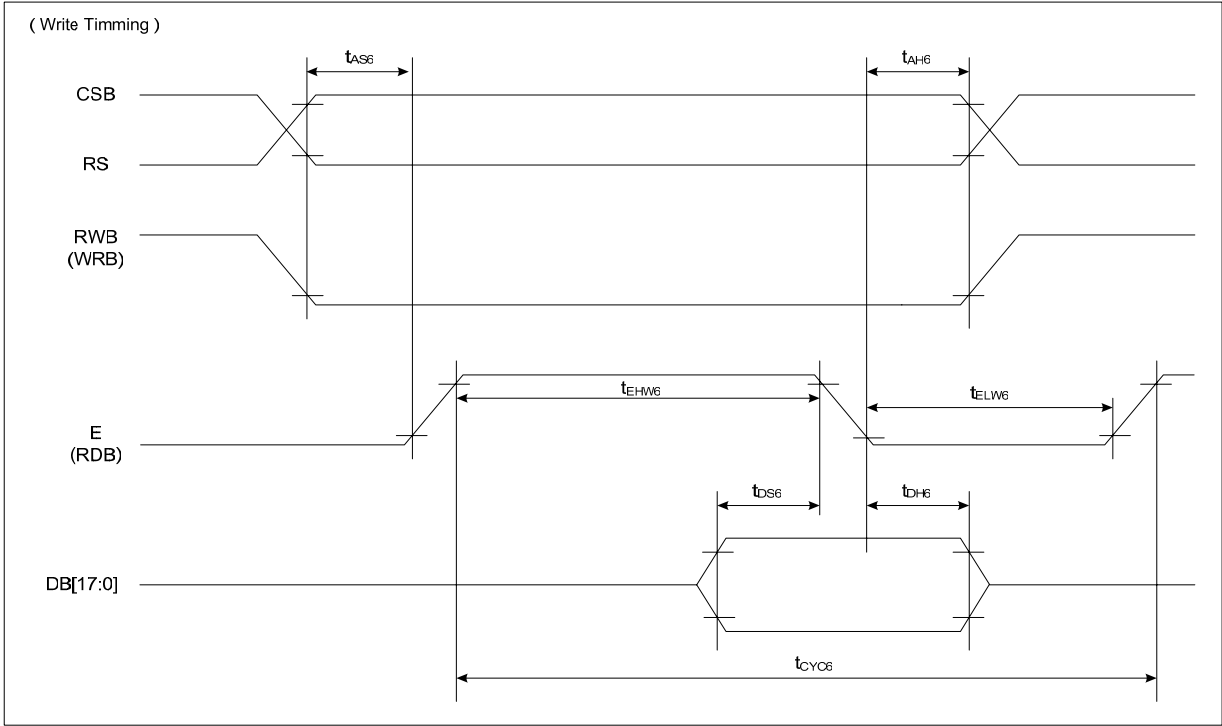 ( Write Timming )
tAS6
tAH6
CSB
RS
RWB
(WRB)
tEHW6
tELW6
E
(RDB)
tDS6
tDH6
DB[17:0]
tCYC6